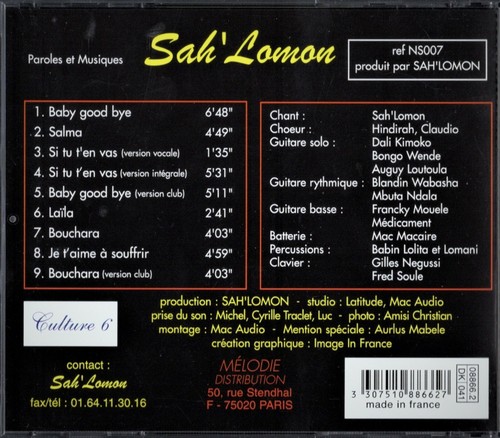 Paroles et Musiques
Sah'Lomon
ref NS007
produit par SAH'LOMON
1. Baby good bye 6'48"
2. Salma 4'49"
3. Si tu t'en vas (version vocale) 1'35"
4. Si tu t'en vas (version intégrale) 5'31"
5. Baby good bye (version club) 5'11"
6. Laïla 2'41"
7. Bouchara 4'03"
8. Je t'aime à souffrir 4'59"
9. Bouchara (version club) 4'03"
Chant : Sah'Lomon
Choeur : Hindirah, Claudio
Guitare solo : Dali Kimoko
Bongo Wende
Auguy Loutoula
Guitare rythmique : Blandin Wabasha
Mbuta Ndala
Guitare basse : Francky Mouele
Médicament
Batterie : Mac Macaire
Percussions : Babin Lolita et Lomani
Clavier : Gilles Negussi
Fred Soule
Culture 6
production : SAH'LOMON - studio : Latitude, Mac Audio
prise du son : Michel, Cyrille Traclet, Luc - photo : Amisi Christian
montage : Mac Audio - Mention spéciale : Aurlus Mabele
création graphique : Image In France
contact :
Sah'Lomon
fax/tél : 01.64.11.30.16
MÉLODIE
DISTRIBUTION
50, rue Stendhal
F - 75020 PARIS
3 307510 886627
made in france
08866.2
DK 041